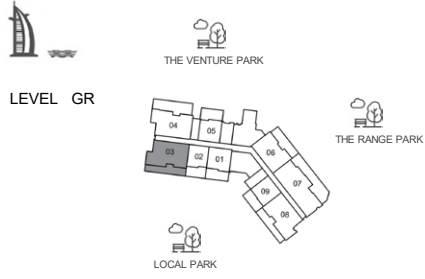 THE VENTURE PARK
LEVEL GR
04
05
THE RANGE PARK
03
02
01
06
07
09
08
LOCAL PARK